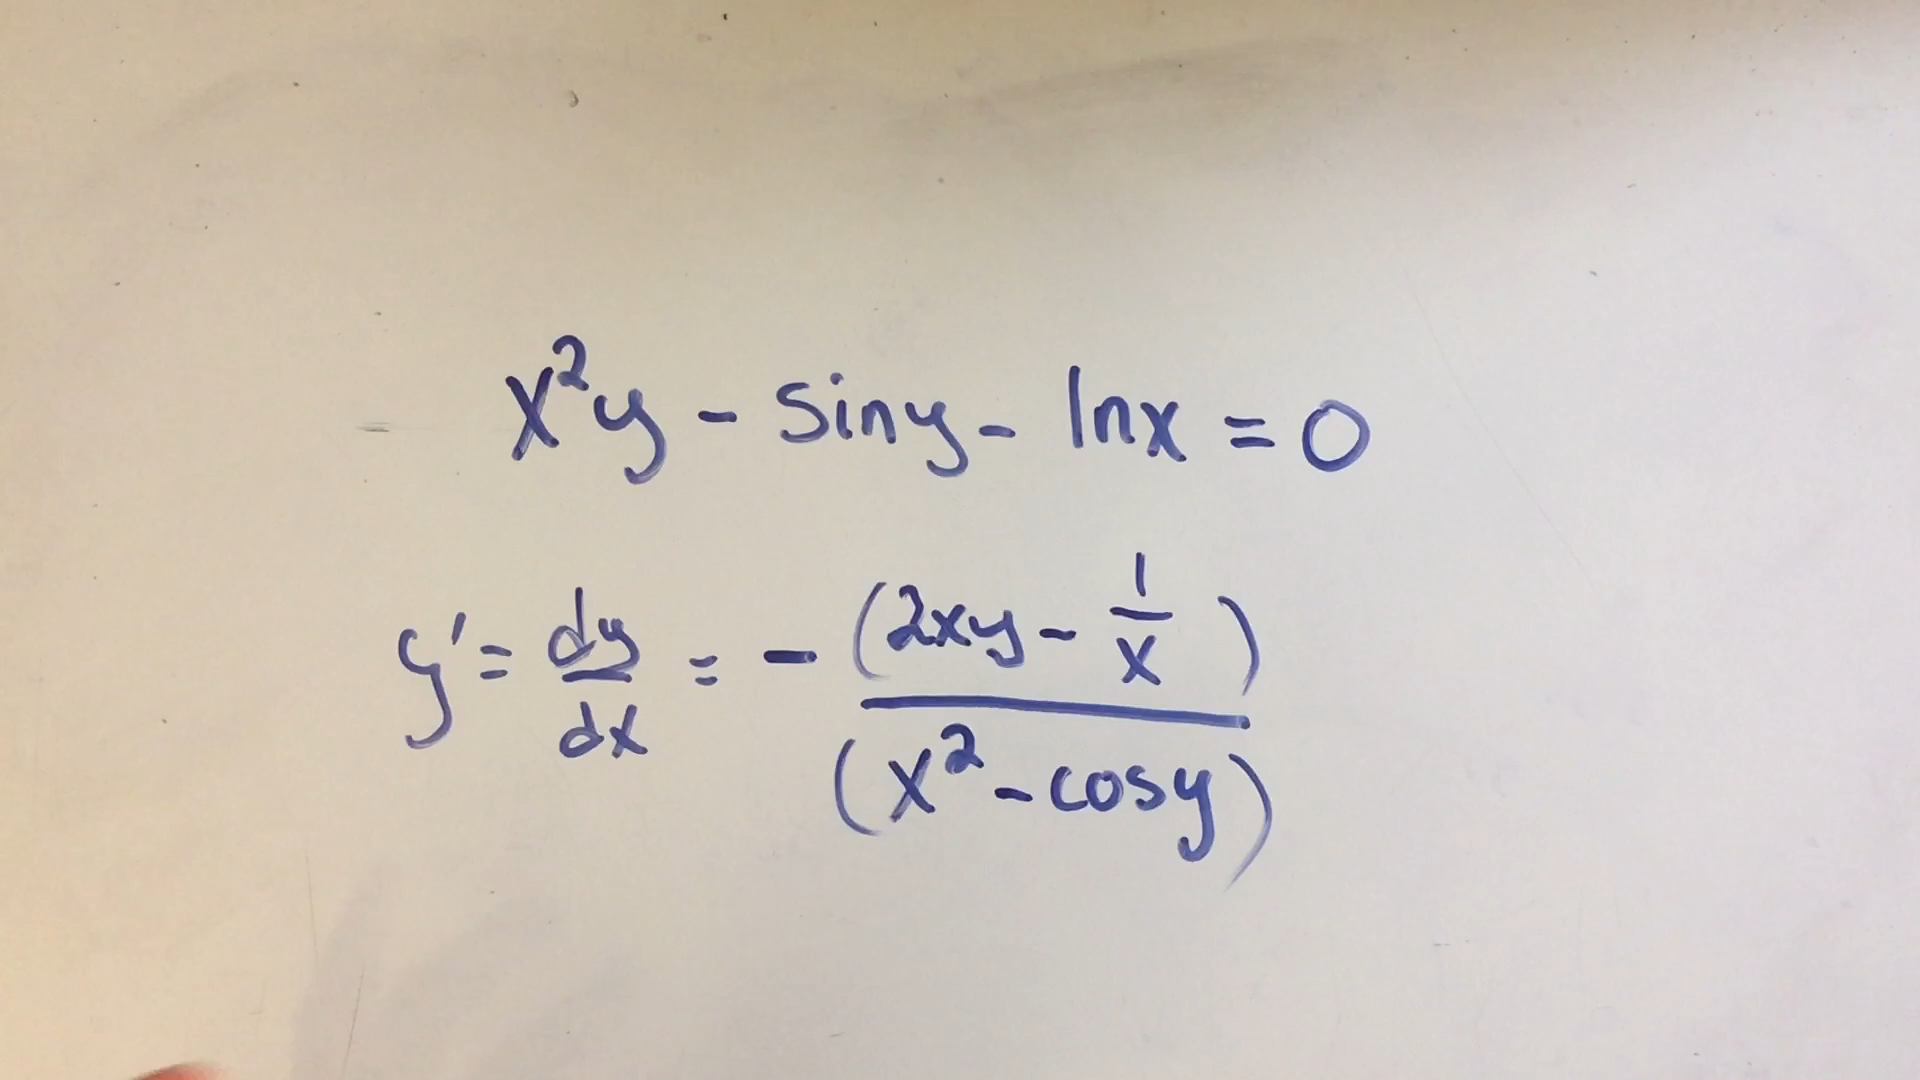 x²y - siny - lnx = 0
y' = dy/dx = - (2xy - 1/x) / (x² - cosy)